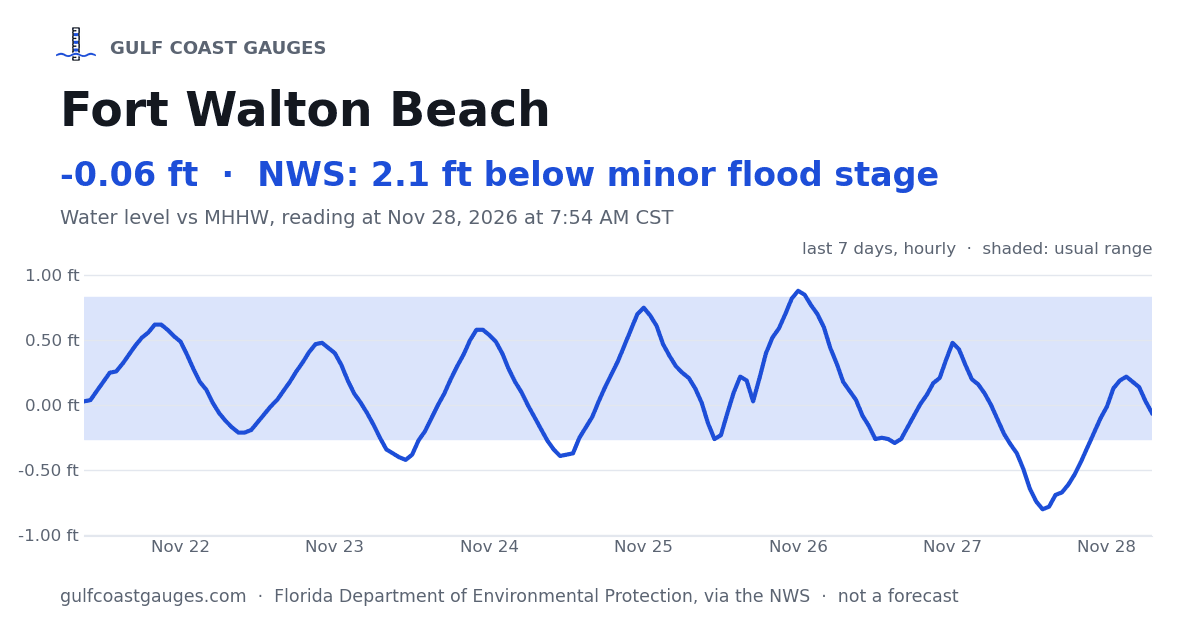 GULF COAST GAUGES
Fort Walton Beach
-0.06 ft · NWS: 2.1 ft below minor flood stage
Water level vs MHHW, reading at Nov 28, 2026 at 7:54 AM CST
last 7 days, hourly · shaded: usual range
1.00 ft
0.50 ft
0.00 ft
-0.50 ft
-1.00 ft
Nov 22 Nov 23 Nov 24 Nov 25 Nov 26 Nov 27 Nov 28
gulfcoastgauges.com · Florida Department of Environmental Protection, via the NWS · not a forecast